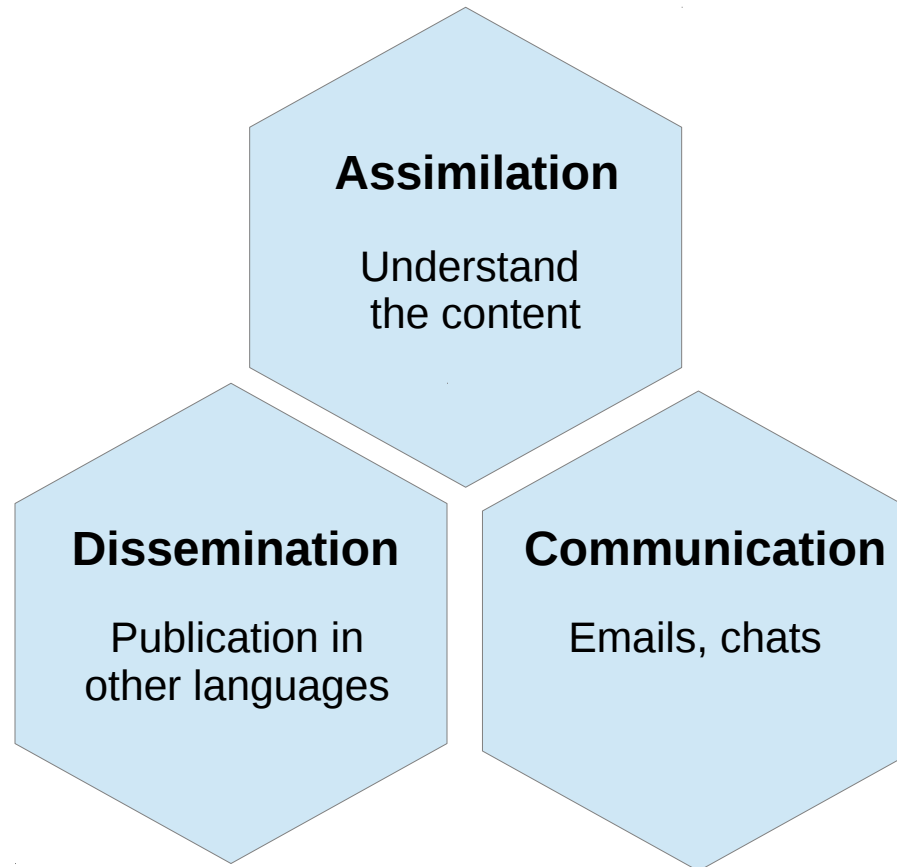 Assimilation
Understand
the content
Dissemination
Publication in
other languages
Communication
Emails, chats